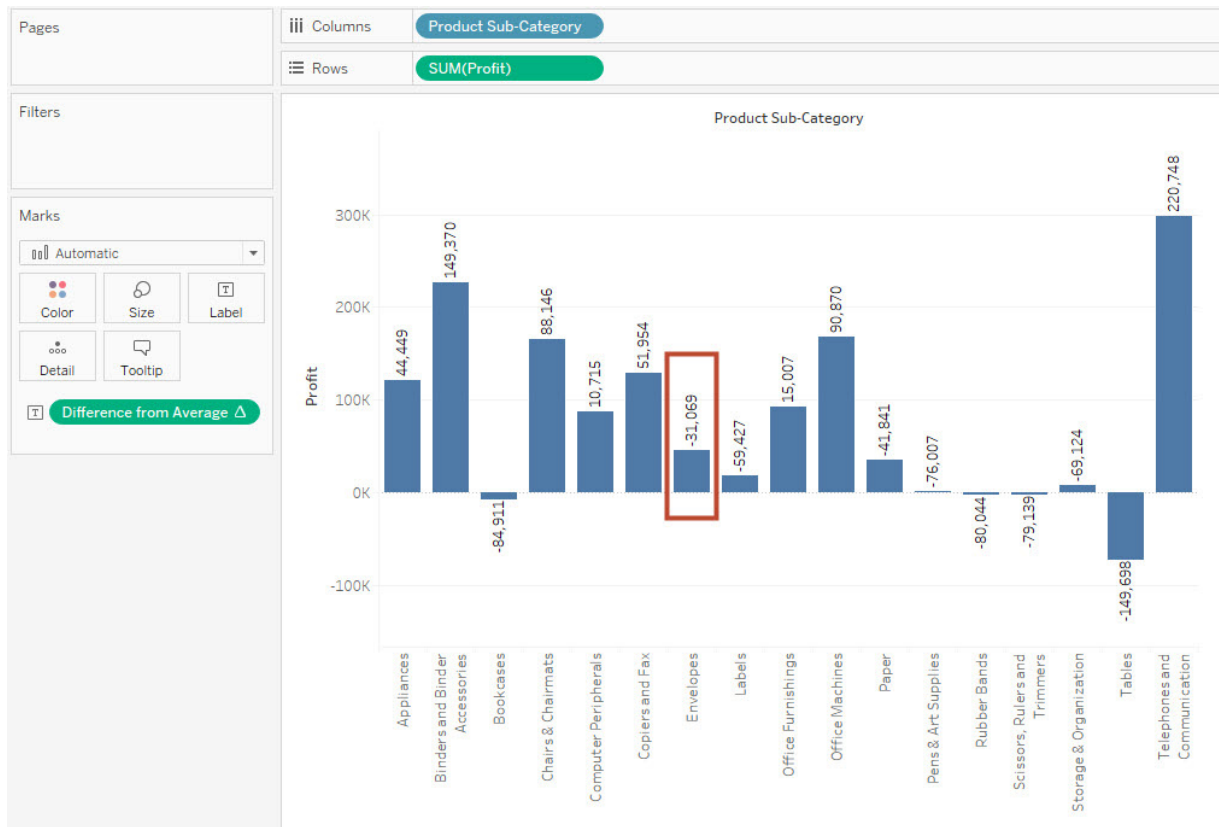 Pages
Columns
Product Sub-Category
Rows
SUM(Profit)
Filters
Marks
Automatic
Color
Size
Label
Detail
Tooltip
Difference from Average Δ
Product Sub-Category
Profit
300K
200K
100K
0K
-100K
44,449
149,370
-84,911
88,146
10,715
51,954
-31,069
-59,427
15,007
90,870
-41,841
-76,007
-80,044
-79,139
-69,124
-149,698
220,748
Appliances
Binders and Binder
Accessories
Bookcases
Chairs & Chairmats
Computer Peripherals
Copiers and Fax
Envelopes
Labels
Office Furnishings
Office Machines
Paper
Pens & Art Supplies
Rubber Bands
Scissors, Rulers and
Trimmers
Storage & Organization
Tables
Telephones and
Communication